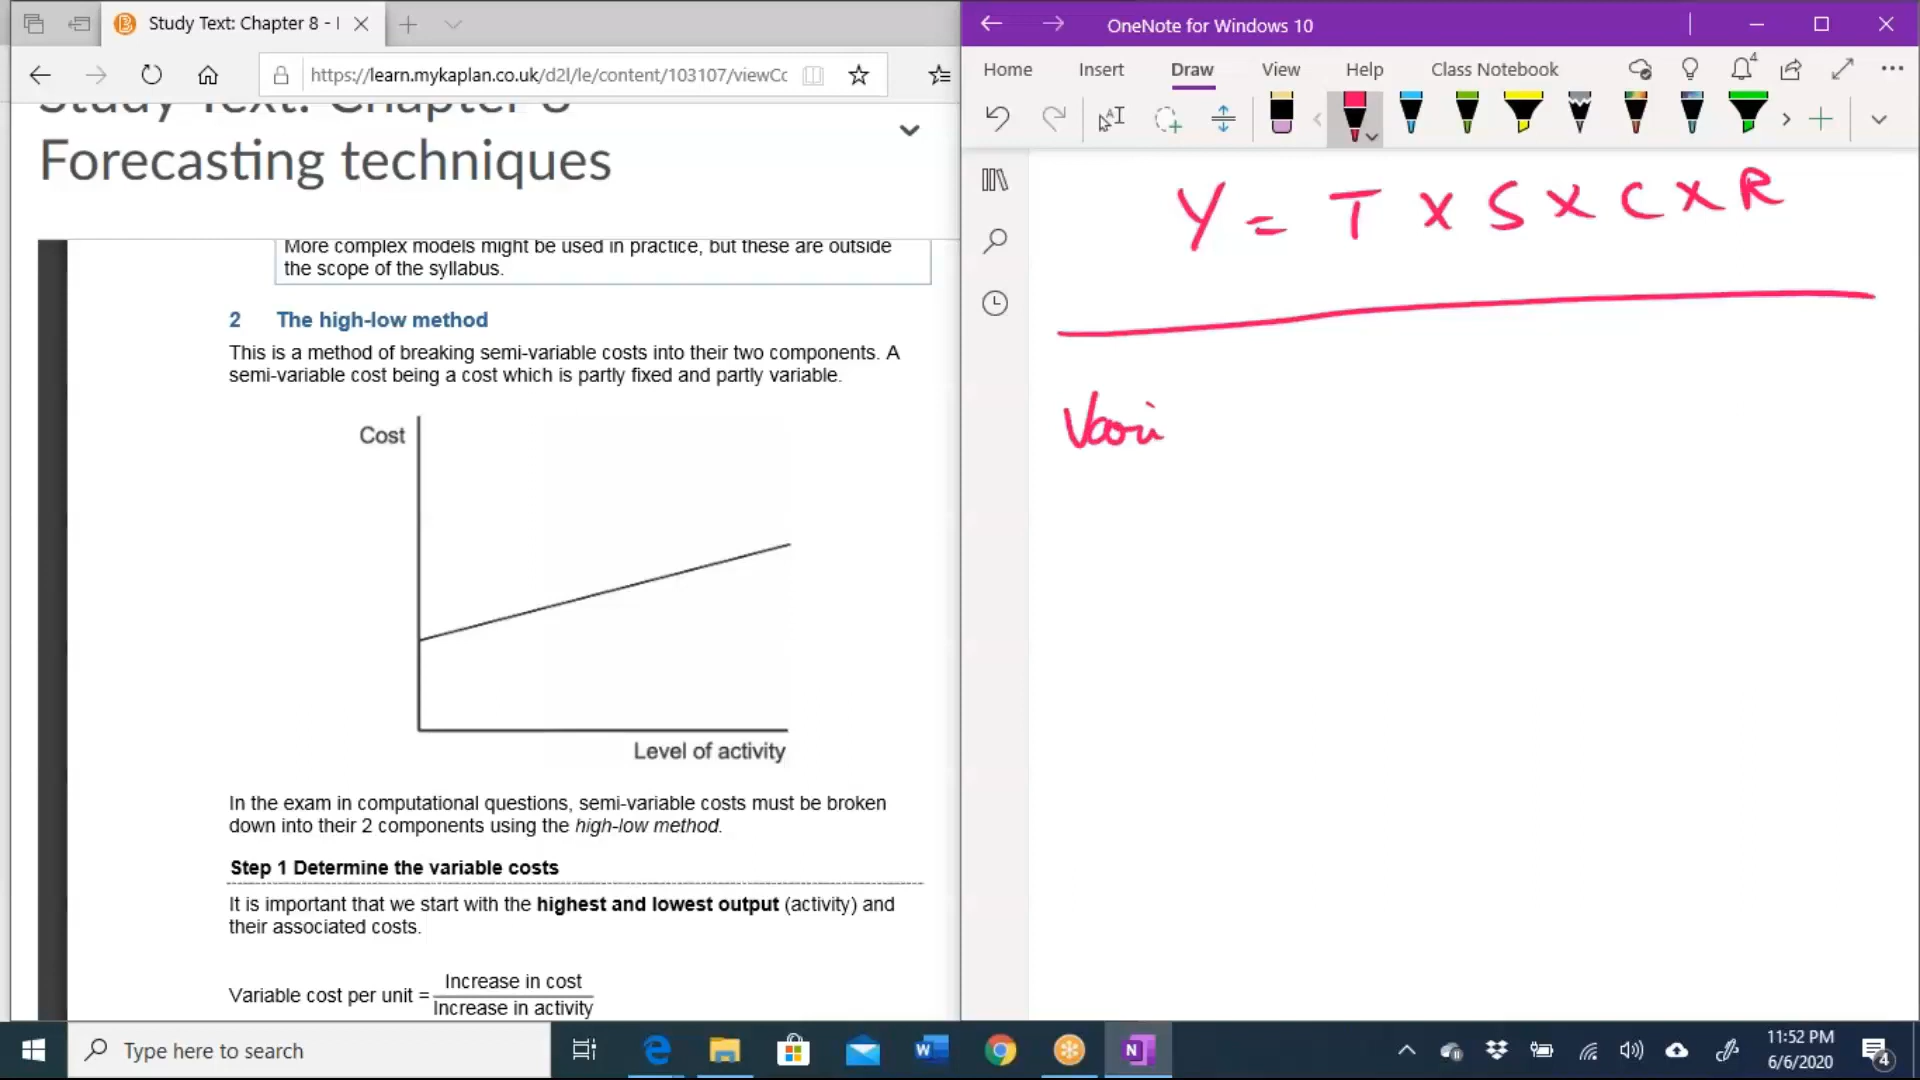 Study Text: Chapter 8 - I
https://learn.mykaplan.co.uk/d2l/le/content/103107/viewCc
Study Text: Chapter 8
Forecasting techniques
More complex models might be used in practice, but these are outside
the scope of the syllabus.
2 The high-low method
This is a method of breaking semi-variable costs into their two components. A
semi-variable cost being a cost which is partly fixed and partly variable.
Cost
Level of activity
In the exam in computational questions, semi-variable costs must be broken
down into their 2 components using the high-low method.
Step 1 Determine the variable costs
It is important that we start with the highest and lowest output (activity) and
their associated costs.
Variable cost per unit = Increase in cost
Increase in activity
OneNote for Windows 10
Home Insert Draw View Help Class Notebook
4
Y = T X S X C X R
Vari
Type here to search
11:52 PM
6/6/2020
4